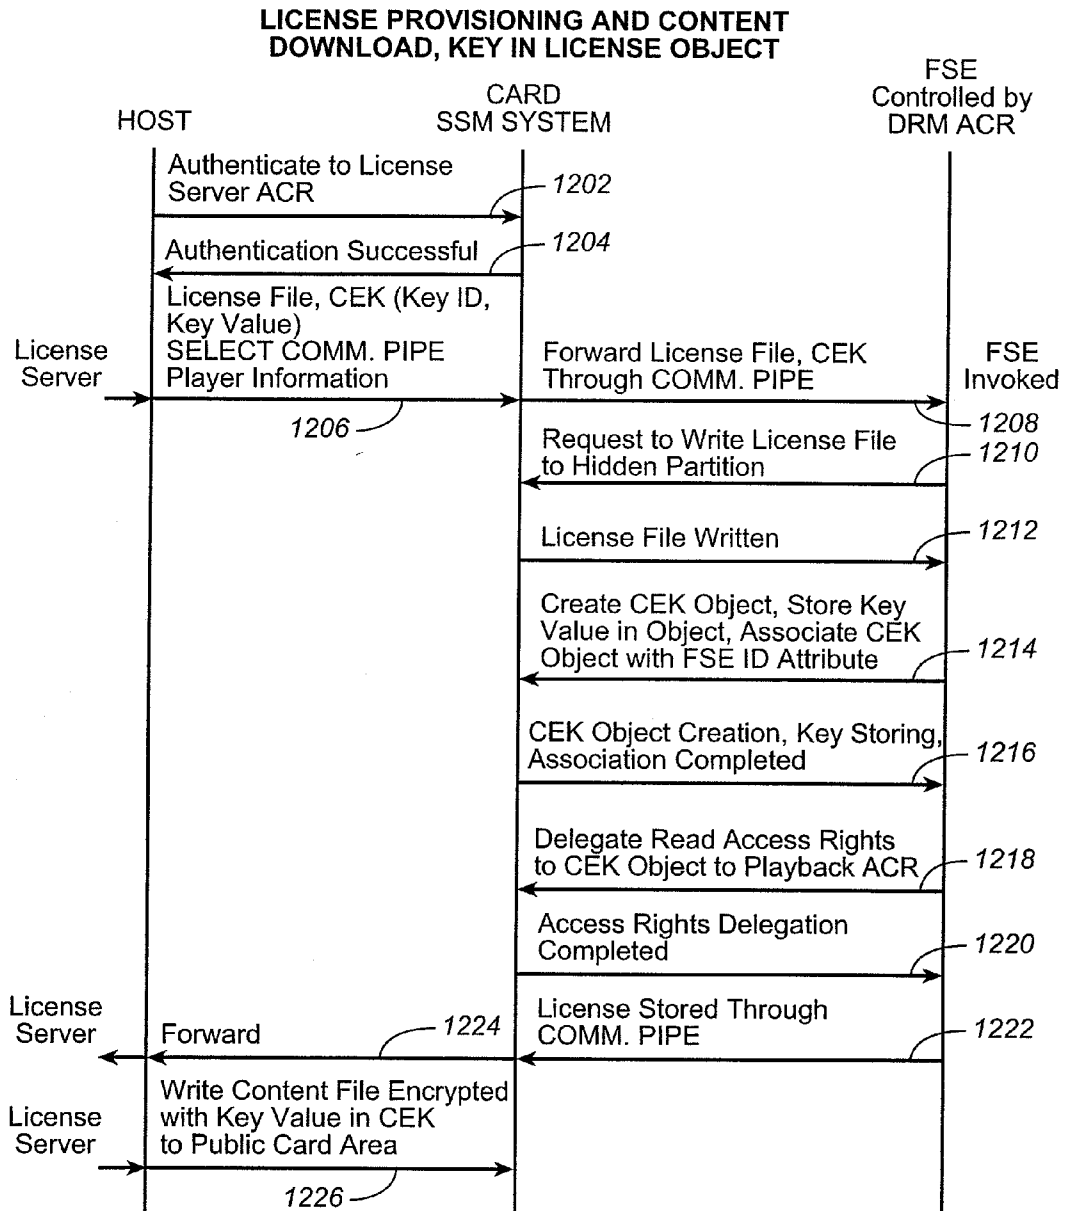 LICENSE PROVISIONING AND CONTENT
DOWNLOAD, KEY IN LICENSE OBJECT
HOST
CARD
SSM SYSTEM
FSE
Controlled by
DRM ACR
Authenticate to License
Server ACR
1202
Authentication Successful
1204
License File, CEK (Key ID,
Key Value)
SELECT COMM. PIPE
Player Information
License
Server
1206
Forward License File, CEK
Through COMM. PIPE
FSE
Invoked
1208
Request to Write License File
to Hidden Partition
1210
License File Written
1212
Create CEK Object, Store Key
Value in Object, Associate CEK
Object with FSE ID Attribute
1214
CEK Object Creation, Key Storing,
Association Completed
1216
Delegate Read Access Rights
to CEK Object to Playback ACR
1218
Access Rights Delegation
Completed
1220
License Stored Through
COMM. PIPE
1222
License
Server
Forward
1224
Write Content File Encrypted
with Key Value in CEK
to Public Card Area
License
Server
1226